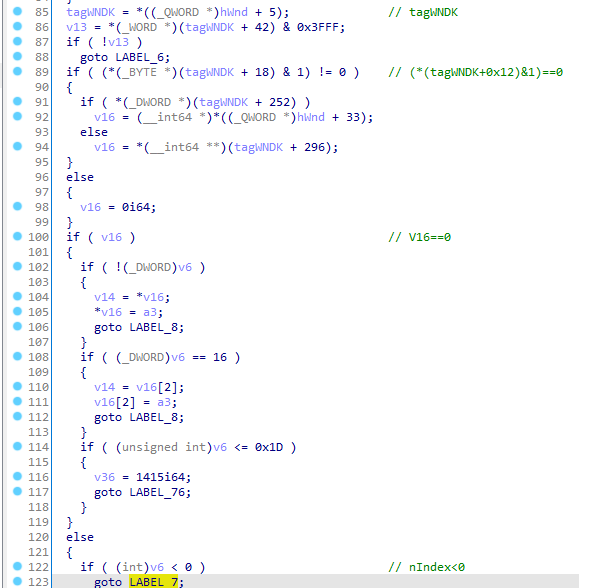 85 tagWNDK = *((_QWORD *)hWnd + 5); // tagWNDK
86 v13 = *(_WORD *)(tagWNDK + 42) & 0x3FFF;
87 if ( !v13 )
88 goto LABEL_6;
89 if ( (*(_BYTE *)(tagWNDK + 18) & 1) != 0 ) // (*(tagWNDK+0x12)&1)==0
90 {
91 if ( *(_DWORD *)(tagWNDK + 252) )
92 v16 = (__int64 *)*((_QWORD *)hWnd + 33);
93 else
94 v16 = *(__int64 **)(tagWNDK + 296);
95 }
96 else
97 {
98 v16 = 0i64;
99 }
100 if ( v16 ) // V16==0
101 {
102 if ( !(_DWORD)v6 )
103 {
104 v14 = *v16;
105 *v16 = a3;
106 goto LABEL_8;
107 }
108 if ( (_DWORD)v6 == 16 )
109 {
110 v14 = v16[2];
111 v16[2] = a3;
112 goto LABEL_8;
113 }
114 if ( (unsigned int)v6 <= 0x1D )
115 {
116 v36 = 1415i64;
117 goto LABEL_76;
118 }
119 }
120 else
121 {
122 if ( (int)v6 < 0 ) // nIndex<0
123 goto LABEL_7;